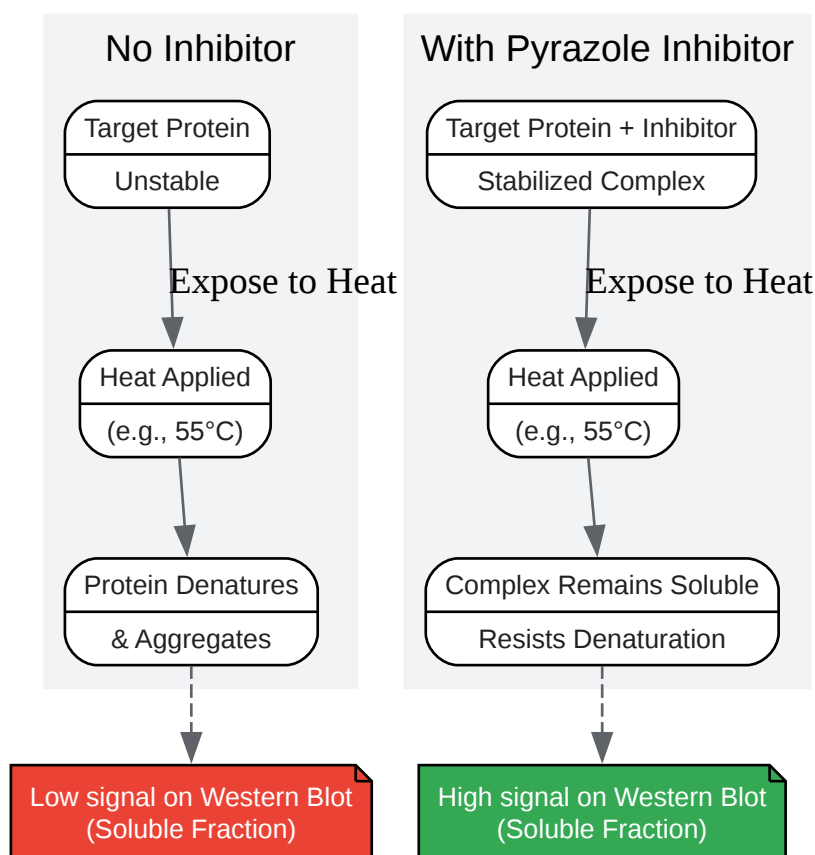 No Inhibitor
Target Protein
Unstable
Expose to Heat
Heat Applied
(e.g., 55°C)
Protein Denatures
& Aggregates
Low signal on Western Blot
(Soluble Fraction)
With Pyrazole Inhibitor
Target Protein + Inhibitor
Stabilized Complex
Expose to Heat
Heat Applied
(e.g., 55°C)
Complex Remains Soluble
Resists Denaturation
High signal on Western Blot
(Soluble Fraction)